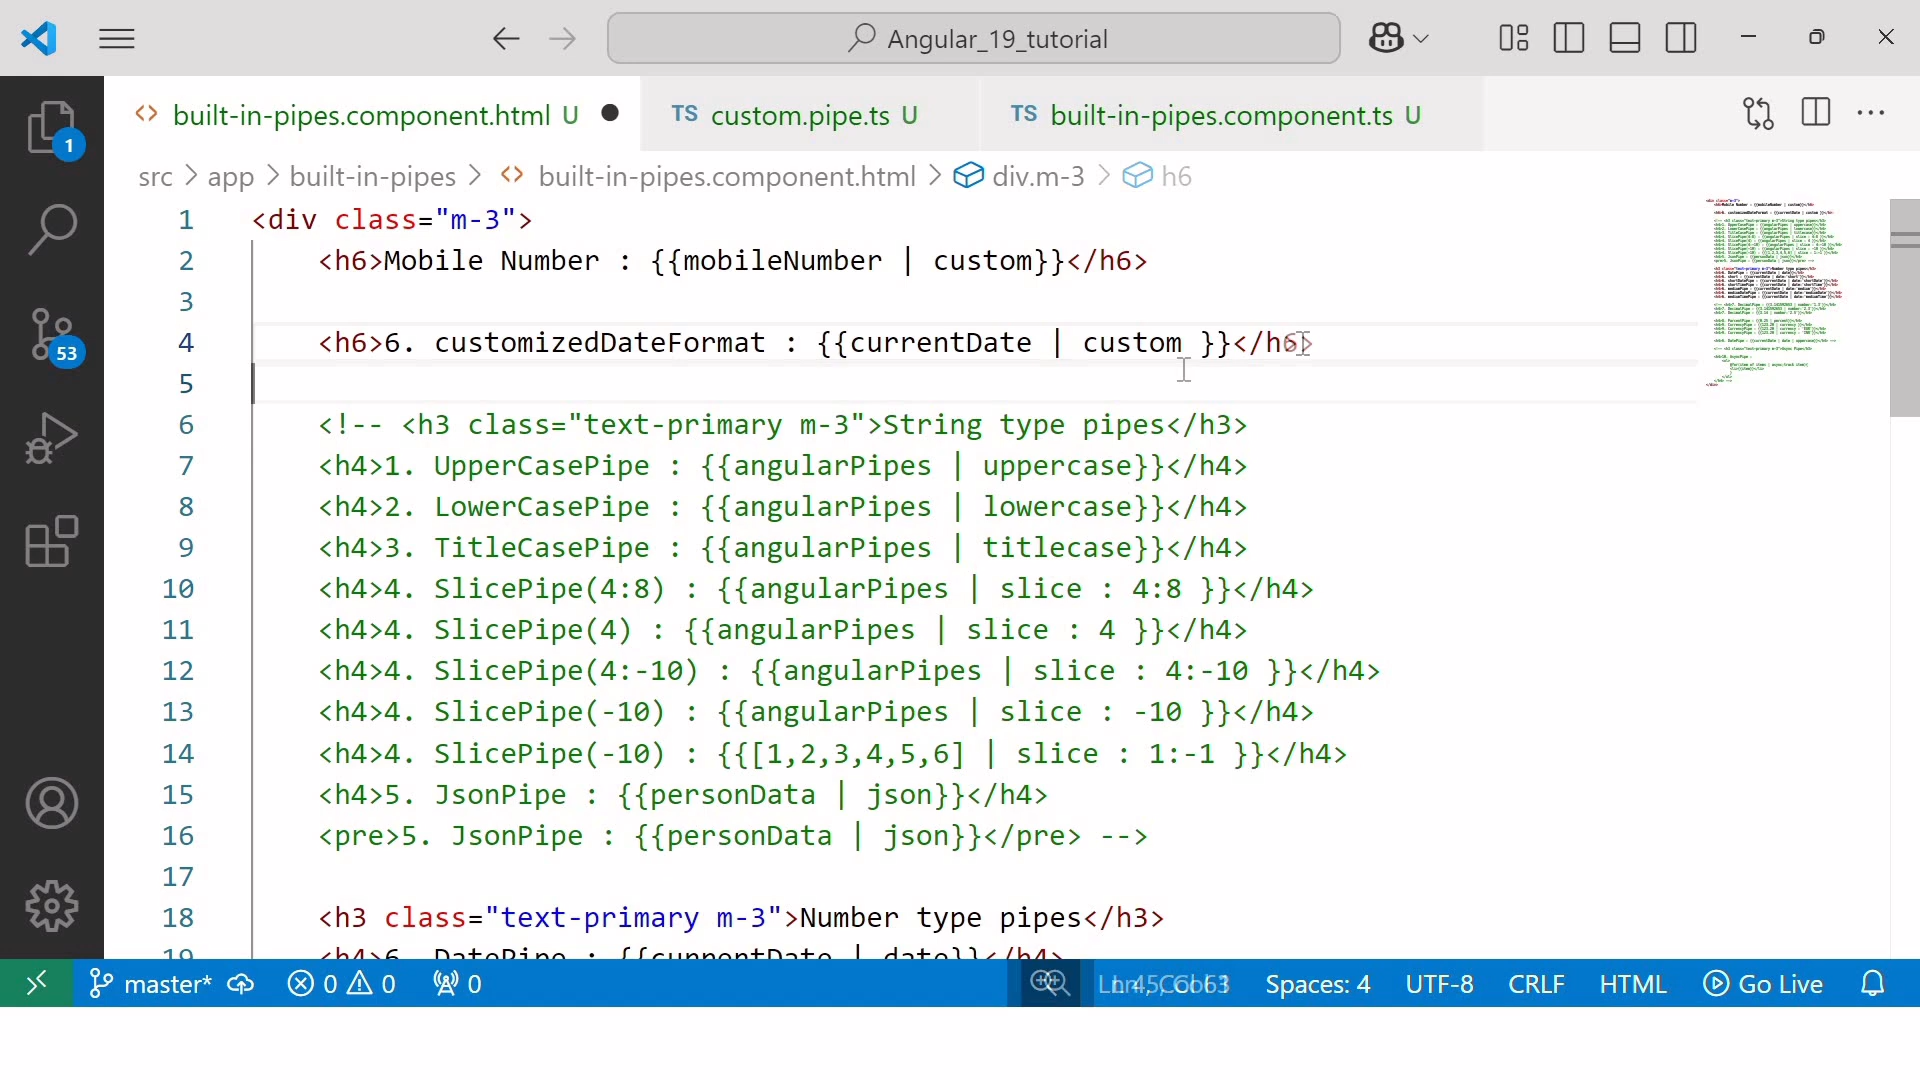 Angular_19_tutorial
1
built-in-pipes.component.html U
TS custom.pipe.ts U
TS built-in-pipes.component.ts U
src > app > built-in-pipes > <> built-in-pipes.component.html > div.m-3 > h6
1 <div class="m-3">
2 <h6>Mobile Number : {{mobileNumber | custom}}</h6>
3
4 <h6>6. customizedDateFormat : {{currentDate | custom }}</h6>
5
6 <!-- <h3 class="text-primary m-3">String type pipes</h3>
7 <h4>1. UpperCasePipe : {{angularPipes | uppercase}}</h4>
8 <h4>2. LowerCasePipe : {{angularPipes | lowercase}}</h4>
9 <h4>3. TitleCasePipe : {{angularPipes | titlecase}}</h4>
10 <h4>4. SlicePipe(4:8) : {{angularPipes | slice : 4:8 }}</h4>
11 <h4>4. SlicePipe(4) : {{angularPipes | slice : 4 }}</h4>
12 <h4>4. SlicePipe(4:-10) : {{angularPipes | slice : 4:-10 }}</h4>
13 <h4>4. SlicePipe(-10) : {{angularPipes | slice : -10 }}</h4>
14 <h4>4. SlicePipe(-10) : {{[1,2,3,4,5,6] | slice : 1:-1 }}</h4>
15 <h4>5. JsonPipe : {{personData | json}}</h4>
16 <pre>5. JsonPipe : {{personData | json}}</pre> -->
17
18 <h3 class="text-primary m-3">Number type pipes</h3>
19 <h4>6. DatePipe : {{currentDate | date}}</h4>
53
master* 0 0 0
Spaces: 4 UTF-8 CRLF HTML Go Live